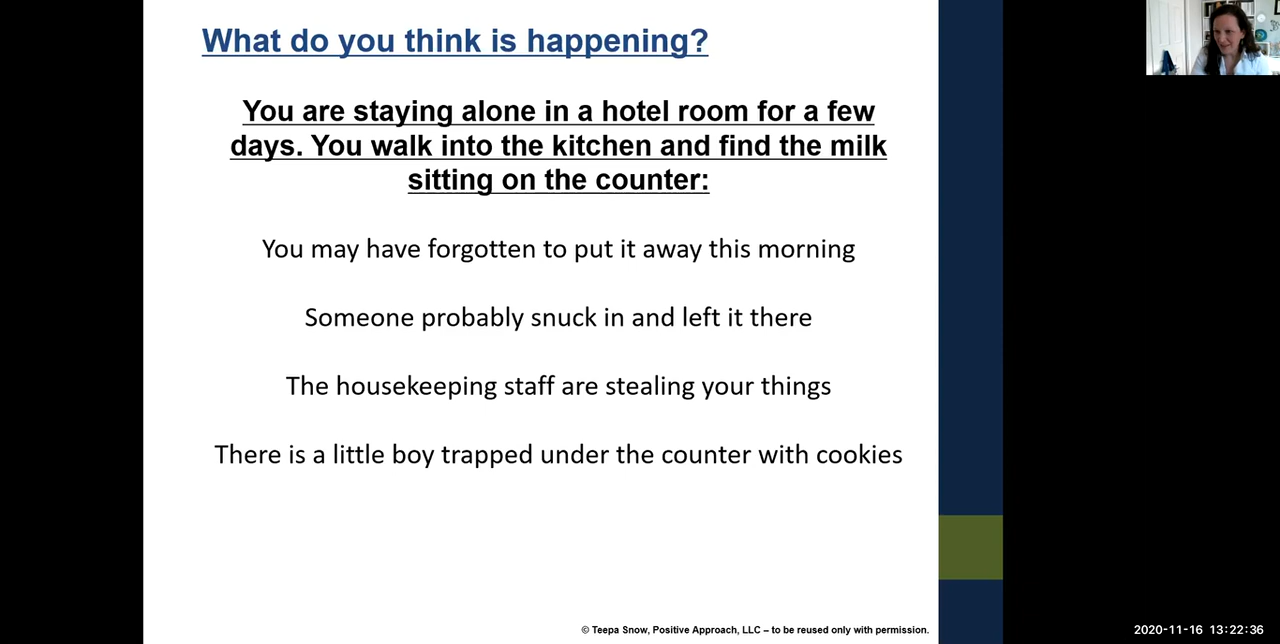 What do you think is happening?
You are staying alone in a hotel room for a few
days. You walk into the kitchen and find the milk
sitting on the counter:
You may have forgotten to put it away this morning
Someone probably snuck in and left it there
The housekeeping staff are stealing your things
There is a little boy trapped under the counter with cookies
© Teepa Snow, Positive Approach, LLC – to be reused only with permission.
2020-11-16 13:22:36